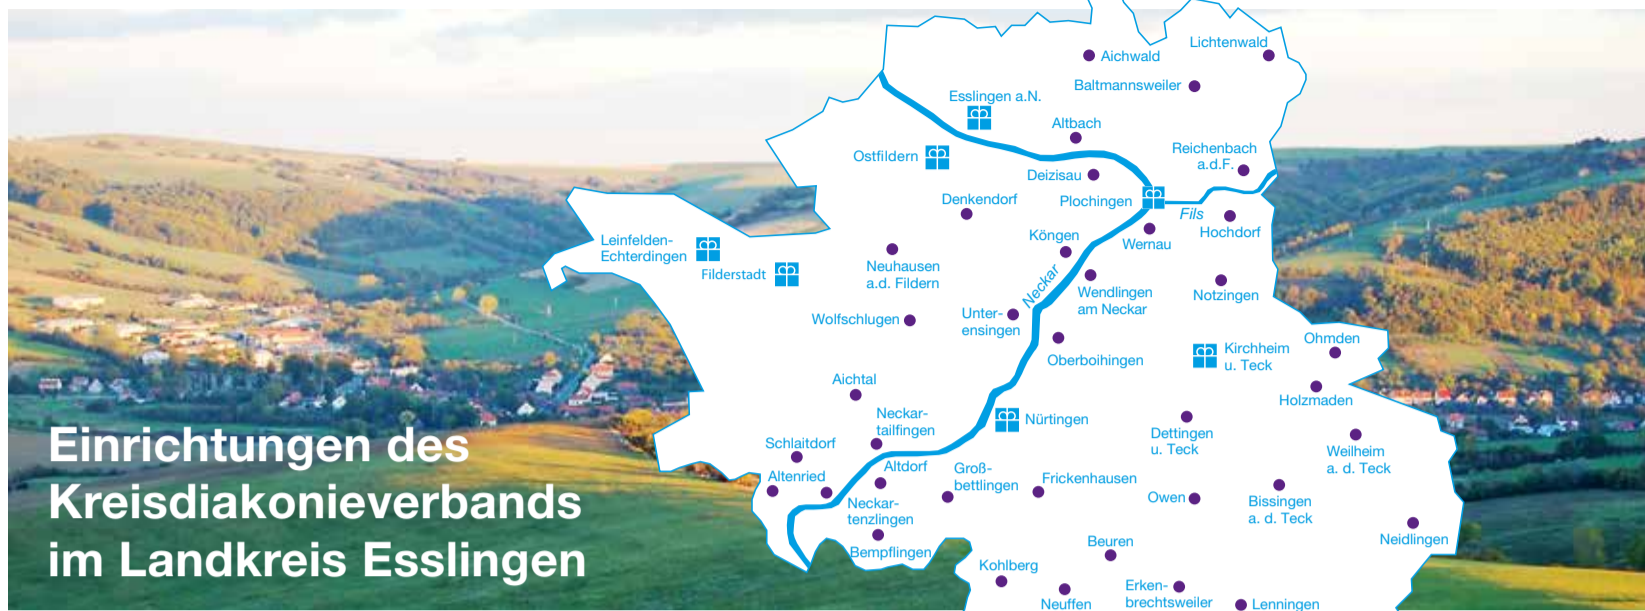 Lichtenwald
Aichwald
Baltmannsweiler
Esslingen a.N.
Altbach
Reichenbach
a.d.F.
Ostfildern
Deizisau
Denkendorf
Plochingen
Fils
Hochdorf
Wernau
Köngen
Leinfelden-
Echterdingen
Filderstadt
Neuhausen
a.d. Fildern
Neckar
Wendlingen
am Neckar
Notzingen
Wolfschlugen
Unter-
ensingen
Oberboihingen
Kirchheim
u. Teck
Ohmden
Holzmaden
Aichtal
Neckar-
tailfingen
Nürtingen
Dettingen
u. Teck
Weilheim
a. d. Teck
Schlaitdorf
Altdorf
Altenried
Groß-
bettlingen
Frickenhausen
Owen
Bissingen
a. d. Teck
Neckar-
tenzlingen
Neidlingen
Bempflingen
Beuren
Kohlberg
Neuffen
Erken-
brechtsweiler
Lenningen
Einrichtungen des
Kreisdiakonieverbands
im Landkreis Esslingen